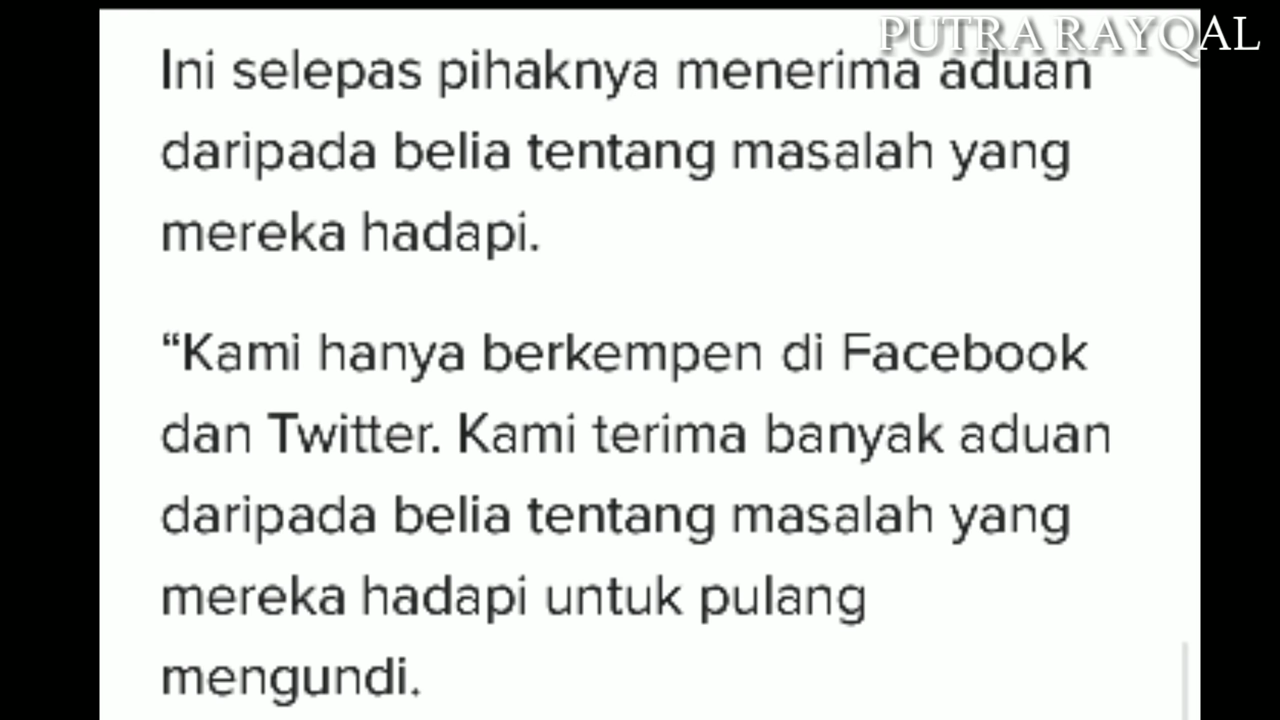 PUTRA RAYQAL
Ini selepas pihaknya menerima aduan
daripada belia tentang masalah yang
mereka hadapi.
“Kami hanya berkempen di Facebook
dan Twitter. Kami terima banyak aduan
daripada belia tentang masalah yang
mereka hadapi untuk pulang
mengundi.